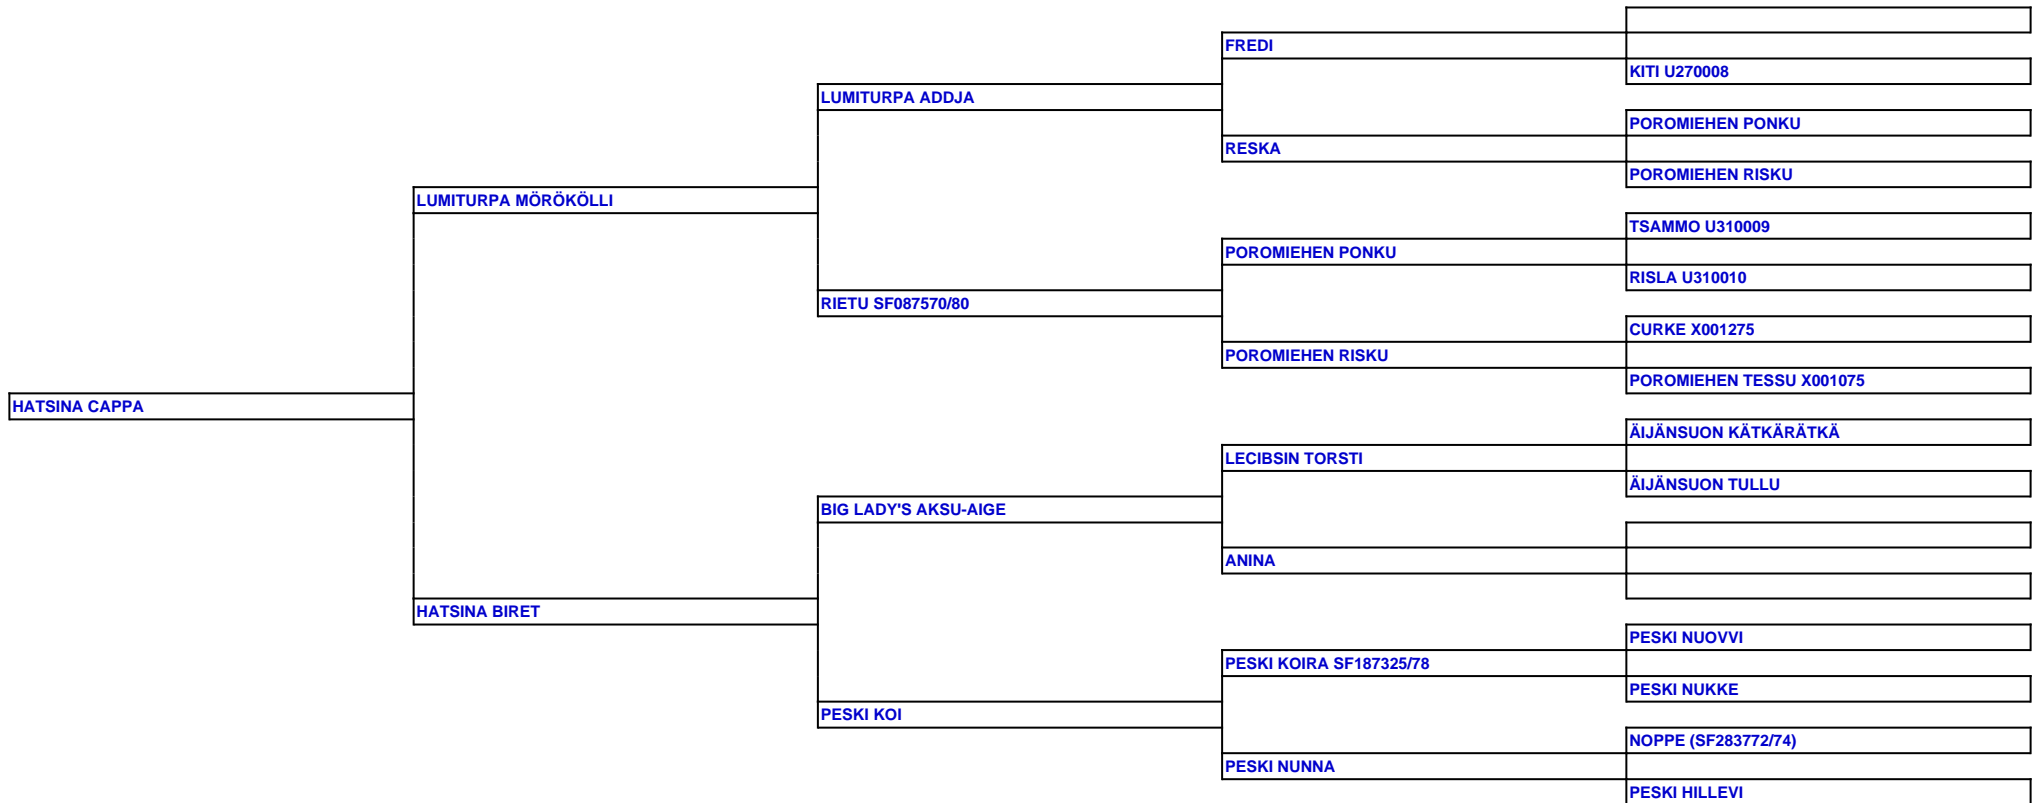 FREDI
KITI U270008
LUMITURPA ADDJA
POROMIEHEN PONKU
RESKA
POROMIEHEN RISKU
LUMITURPA MÖRÖKÖLLI
TSAMMO U310009
POROMIEHEN PONKU
RISLA U310010
RIETU SF087570/80
CURKE X001275
POROMIEHEN RISKU
POROMIEHEN TESSU X001075
HATSINA CAPPA
ÄIJÄNSUON KÄTKÄRÄTKÄ
LECIBSIN TORSTI
ÄIJÄNSUON TULLU
BIG LADY'S AKSU-AIGE
ANINA
HATSINA BIRET
PESKI NUOVVI
PESKI KOIRA SF187325/78
PESKI NUKKE
PESKI KOI
NOPPE (SF283772/74)
PESKI NUNNA
PESKI HILLEVI